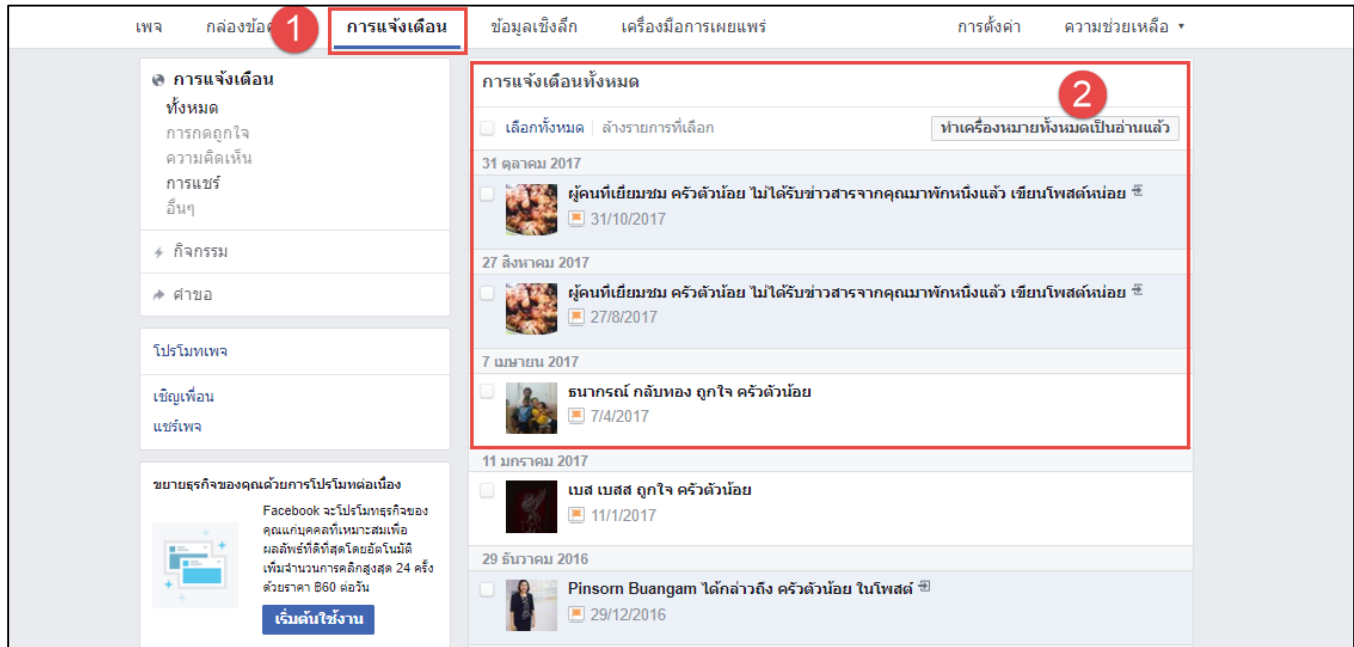 เพจ
กล่องข้อ
1
การแจ้งเตือน
ข้อมูลเชิงลึก
เครื่องมือการเผยแพร่
การตั้งค่า
ความช่วยเหลือ
การแจ้งเตือน
ทั้งหมด
การกดถูกใจ
ความคิดเห็น
การแชร์
อื่นๆ
กิจกรรม
คำขอ
โปรโมทเพจ
เชิญเพื่อน
แชร์เพจ
ขยายธุรกิจของคุณด้วยการโปรโมทต่อเนื่อง
Facebook จะโปรโมทธุรกิจของ
คุณแก่บุคคลที่เหมาะสมเพื่อ
ผลลัพธ์ที่ดีที่สุดโดยอัตโนมัติ
เพิ่มจำนวนการคลิกสูงสุด 24 ครั้ง
ด้วยราคา ฿60 ต่อวัน
เริ่มต้นใช้งาน
การแจ้งเตือนทั้งหมด
2
เลือกทั้งหมด
ล้างรายการที่เลือก
ทำเครื่องหมายทั้งหมดเป็นอ่านแล้ว
31 ตุลาคม 2017
ผู้คนที่เยี่ยมชม ครัวตัวน้อย ไม่ได้รับข่าวสารจากคุณมาพักหนึ่งแล้ว เขียนโพสต์หน่อย
31/10/2017
27 สิงหาคม 2017
ผู้คนที่เยี่ยมชม ครัวตัวน้อย ไม่ได้รับข่าวสารจากคุณมาพักหนึ่งแล้ว เขียนโพสต์หน่อย
27/8/2017
7 เมษายน 2017
ธนากรณ์ กลับทอง ถูกใจ ครัวตัวน้อย
7/4/2017
11 มกราคม 2017
เบส เบสส ถูกใจ ครัวตัวน้อย
11/1/2017
29 ธันวาคม 2016
Pinsorn Buangam ได้กล่าวถึง ครัวตัวน้อย ในโพสต์
29/12/2016